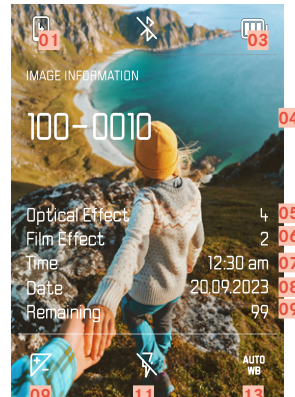 01
03
IMAGE INFORMATION
100-0010
04
Optical Effect 4
05
Film Effect 2
06
Time 12:30 am
07
Date 20.09.2023
08
Remaining 99
09
AUTO
WB
11
13